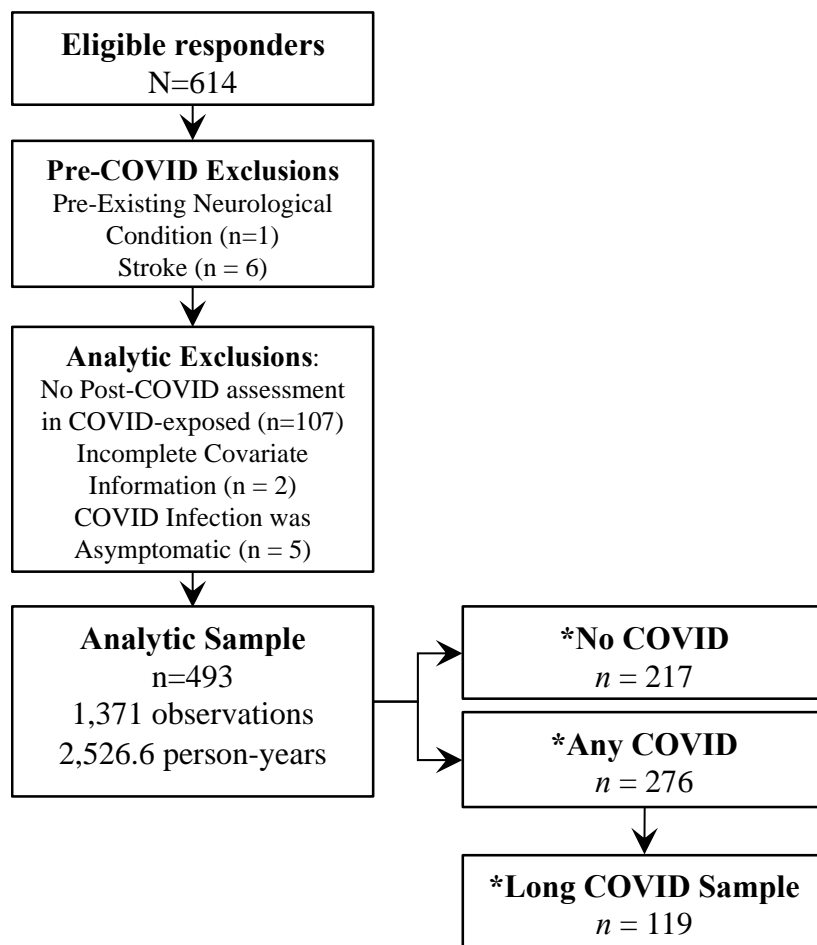 Eligible responders
N=614
Pre-COVID Exclusions
Pre-Existing Neurological
Condition (n=1)
Stroke (n = 6)
Analytic Exclusions:
No Post-COVID assessment
in COVID-exposed (n=107)
Incomplete Covariate
Information (n = 2)
COVID Infection was
Asymptomatic (n = 5)
Analytic Sample
n=493
1,371 observations
2,526.6 person-years
*No COVID
n = 217
*Any COVID
n = 276
*Long COVID Sample
n = 119